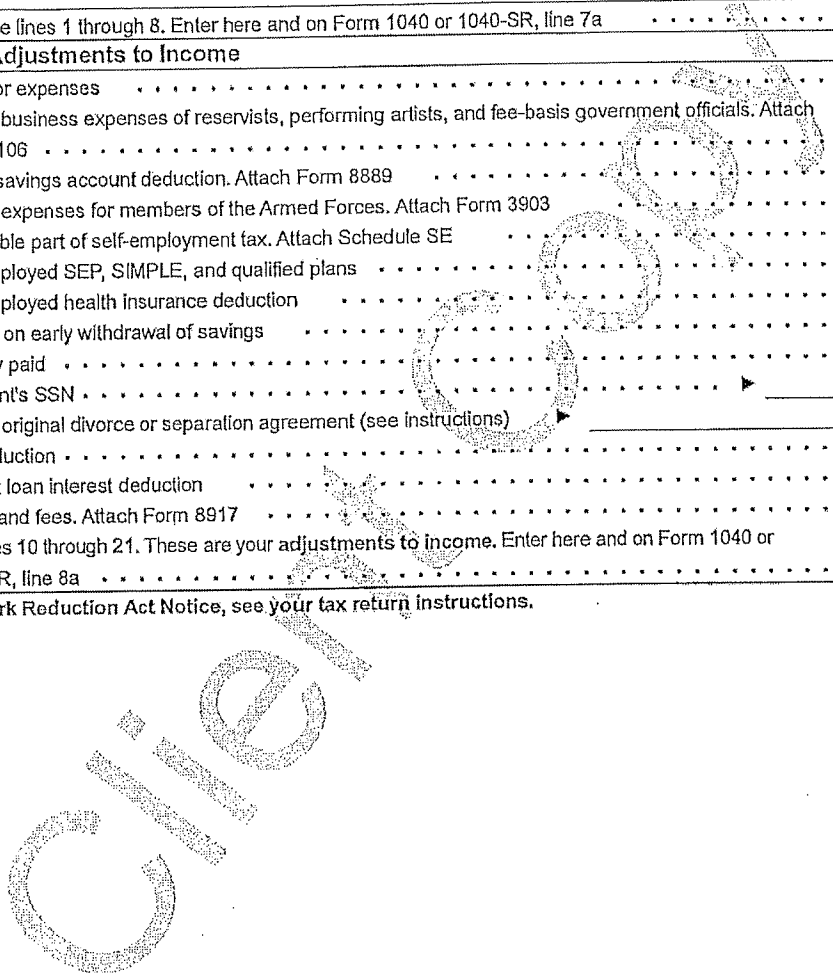 e lines 1 through 8. Enter here and on Form 1040 or 1040-SR, line 7a
Adjustments to Income
or expenses
business expenses of reservists, performing artists, and fee-basis government officials. Attach
106
savings account deduction. Attach Form 8889
expenses for members of the Armed Forces. Attach Form 3903
ble part of self-employment tax. Attach Schedule SE
ployed SEP, SIMPLE, and qualified plans
ployed health insurance deduction
on early withdrawal of savings
y paid
nt's SSN
original divorce or separation agreement (see instructions)
luction
t loan interest deduction
and fees. Attach Form 8917
es 10 through 21. These are your adjustments to income. Enter here and on Form 1040 or
R, line 8a
rk Reduction Act Notice, see your tax return instructions.
Client Copy